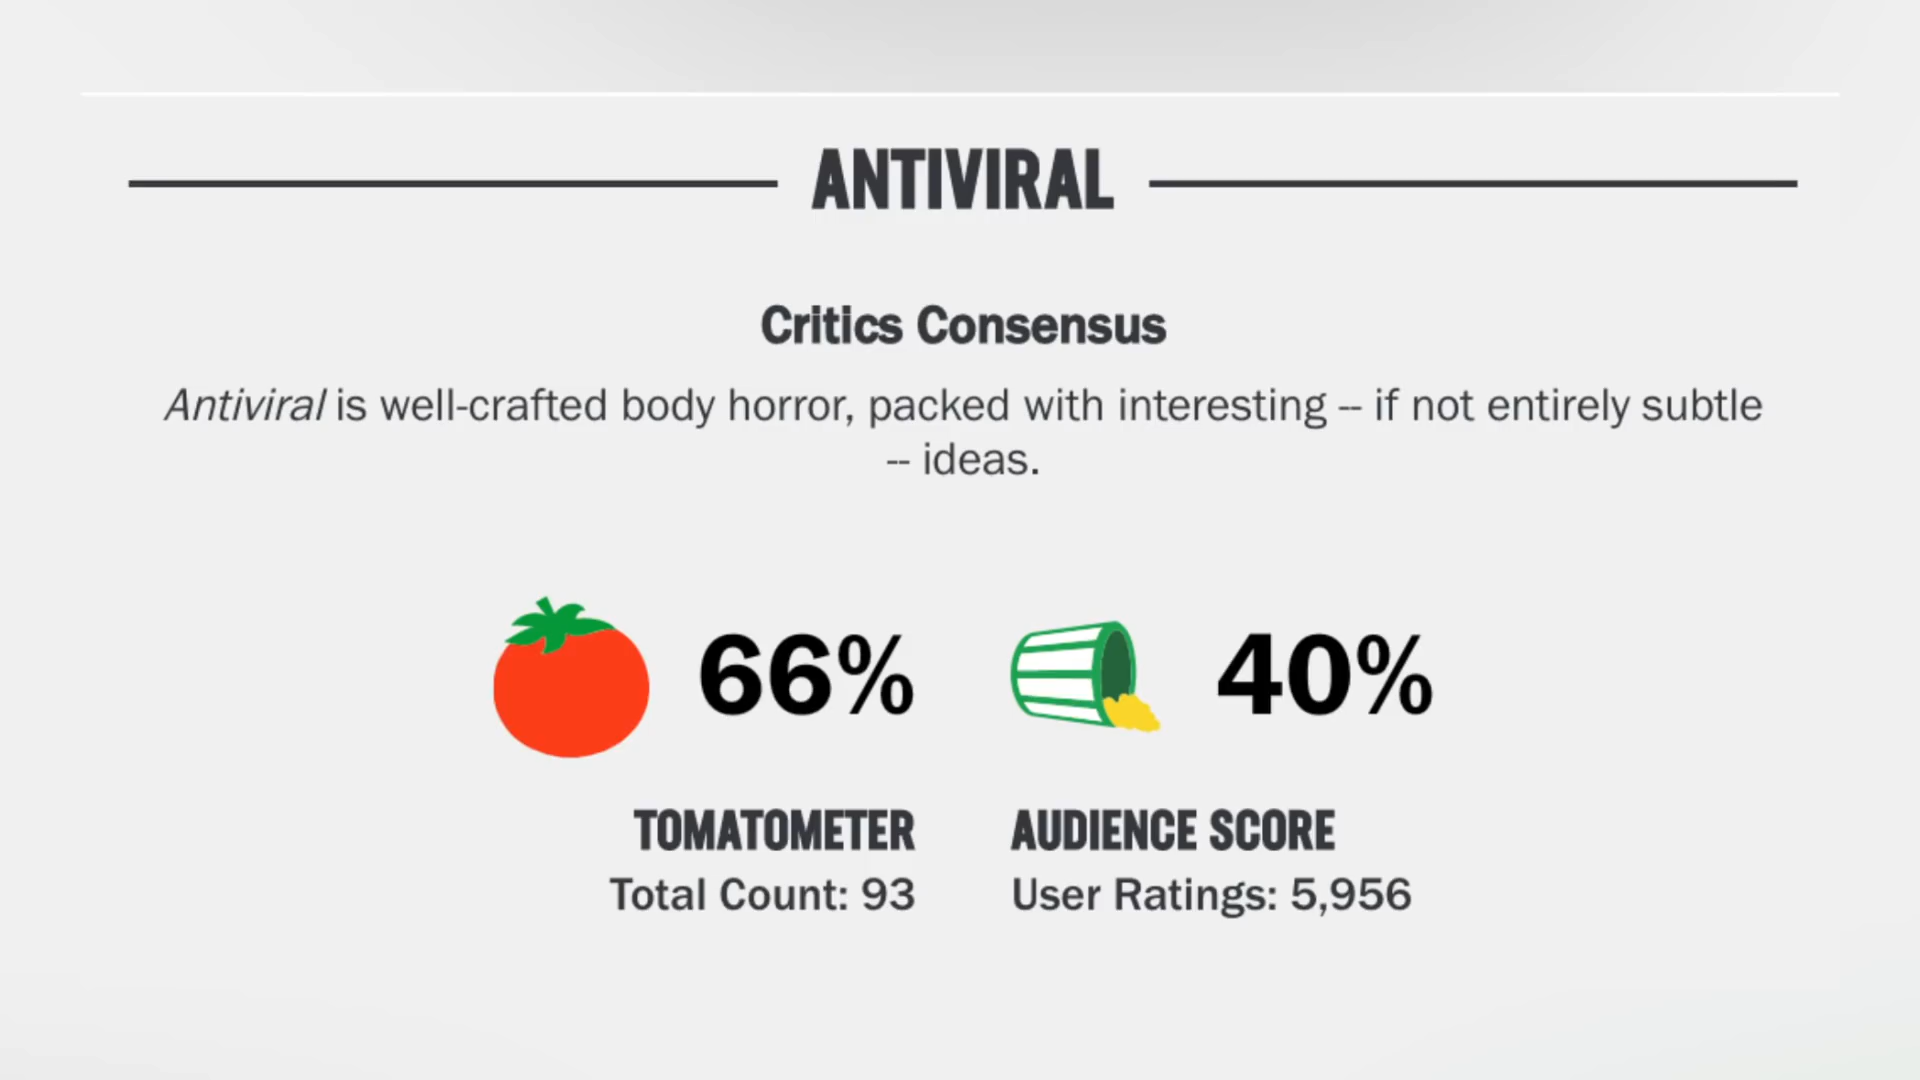 ANTIVIRAL
Critics Consensus
Antiviral is well-crafted body horror, packed with interesting -- if not entirely subtle
-- ideas.
66% 40%
TOMATOMETER AUDIENCE SCORE
Total Count: 93 User Ratings: 5,956